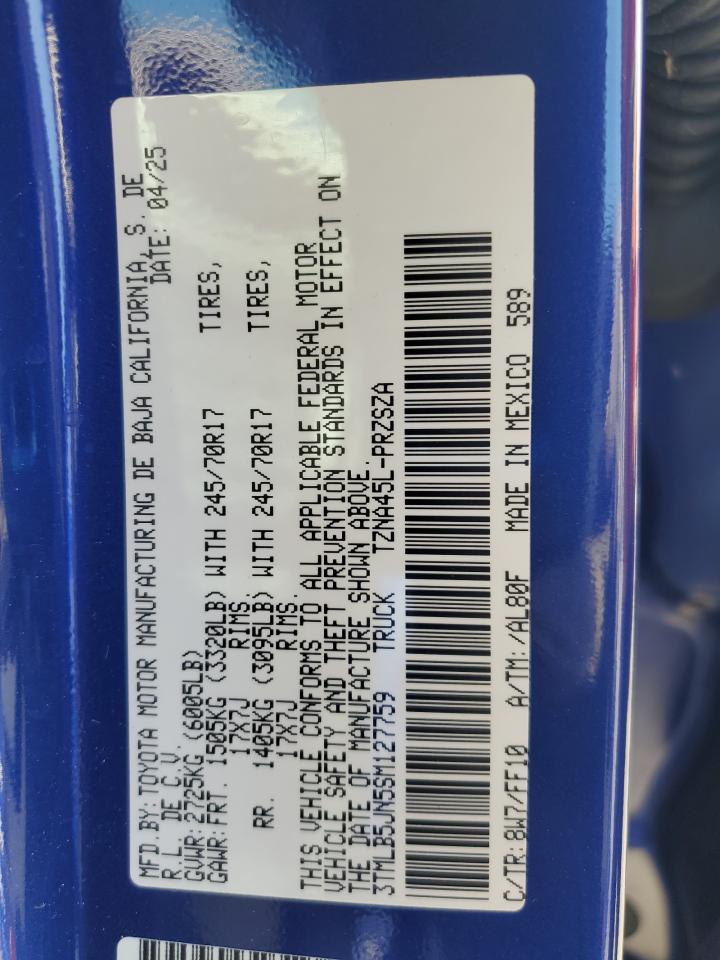 MFD.BY:TOYOTA MOTOR MANUFACTURING DE BAJA CALIFORNIA, S. DE
R. L. DE C.V. DATE: 04/25
GVWR:2725KG (6005LB)
GAWR:FRT. 1505KG (3320LB) WITH 245/70R17 TIRES,
17X7J RIMS.
RR. 1405KG (3095LB) WITH 245/70R17 TIRES,
17X7J RIMS.
THIS VEHICLE CONFORMS TO ALL APPLICABLE FEDERAL MOTOR
VEHICLE SAFETY AND THEFT PREVENTION STANDARDS IN EFFECT ON
THE DATE OF MANUFACTURE SHOWN ABOVE.
3TMLB5JN5SM127759 TRUCK TZNA45L-PRZSZA
C/TR:8W7/FF10 A/TM:/AL80F MADE IN MEXICO 589